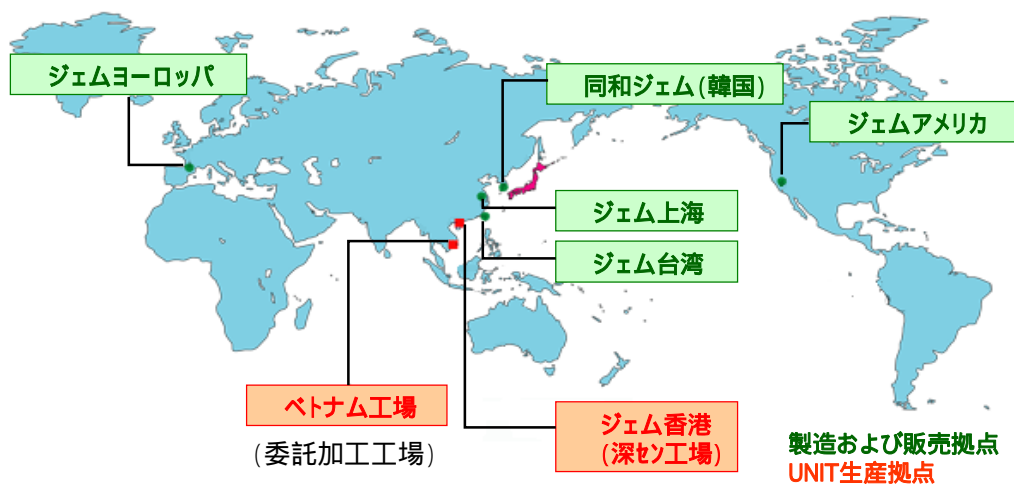 ジェムヨーロッパ
同和ジェム(韓国)
ジェムアメリカ
ジェム上海
ジェム台湾
ベトナム工場
(委託加工工場)
ジェム香港
(深セン工場)
製造および販売拠点
UNIT生産拠点